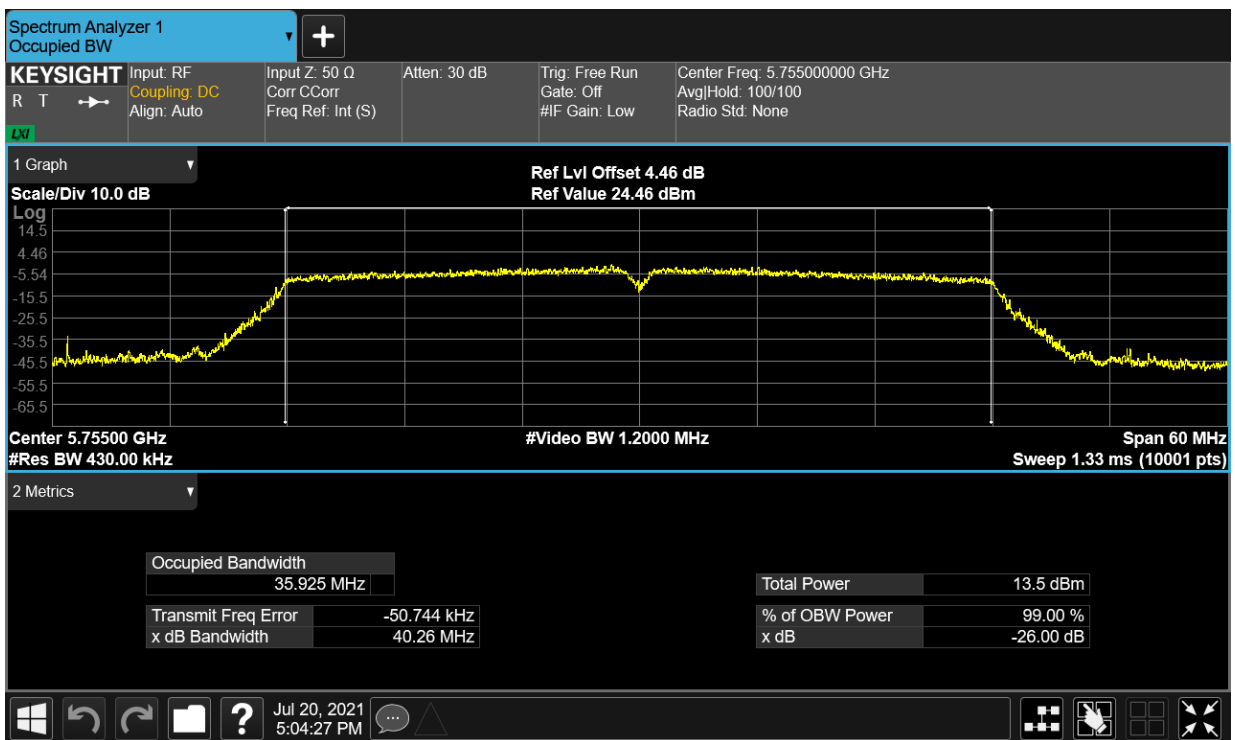 Spectrum Analyzer 1
Occupied BW
KEYSIGHT
R T
LXI
Input: RF
Coupling: DC
Align: Auto
Input Z: 50 Ω
Corr CCorr
Freq Ref: Int (S)
Atten: 30 dB
Trig: Free Run
Gate: Off
#IF Gain: Low
Center Freq: 5.755000000 GHz
Avg|Hold: 100/100
Radio Std: None
1 Graph
Scale/Div 10.0 dB
Ref Lvl Offset 4.46 dB
Ref Value 24.46 dBm
Log
14.5
4.46
-5.54
-15.5
-25.5
-35.5
-45.5
-55.5
-65.5
Center 5.75500 GHz
#Video BW 1.2000 MHz
Span 60 MHz
#Res BW 430.00 kHz
Sweep 1.33 ms (10001 pts)
2 Metrics
Occupied Bandwidth
35.925 MHz
Total Power 13.5 dBm
Transmit Freq Error -50.744 kHz
% of OBW Power 99.00 %
x dB Bandwidth 40.26 MHz
x dB -26.00 dB
?
Jul 20, 2021
5:04:27 PM